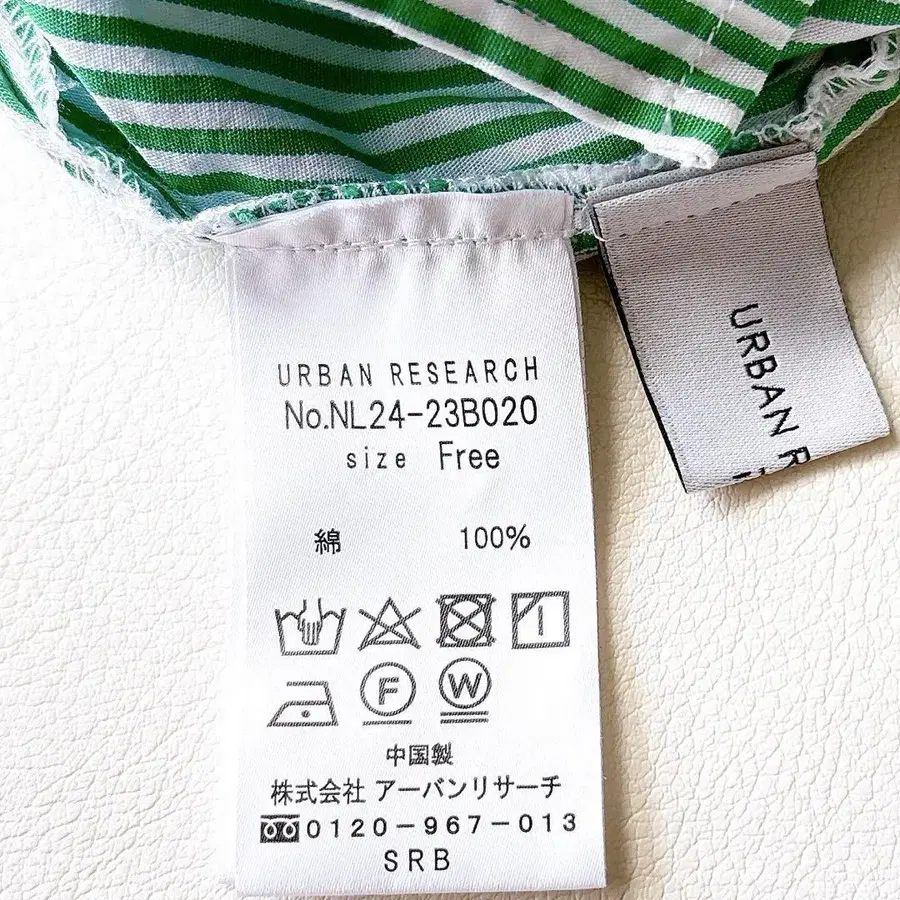 URBAN RESEARCH
No.NL24-23B020
size Free
綿 100%
F W
中国製
株式会社 アーバンリサーチ
0120-967-013
SRB
URBAN